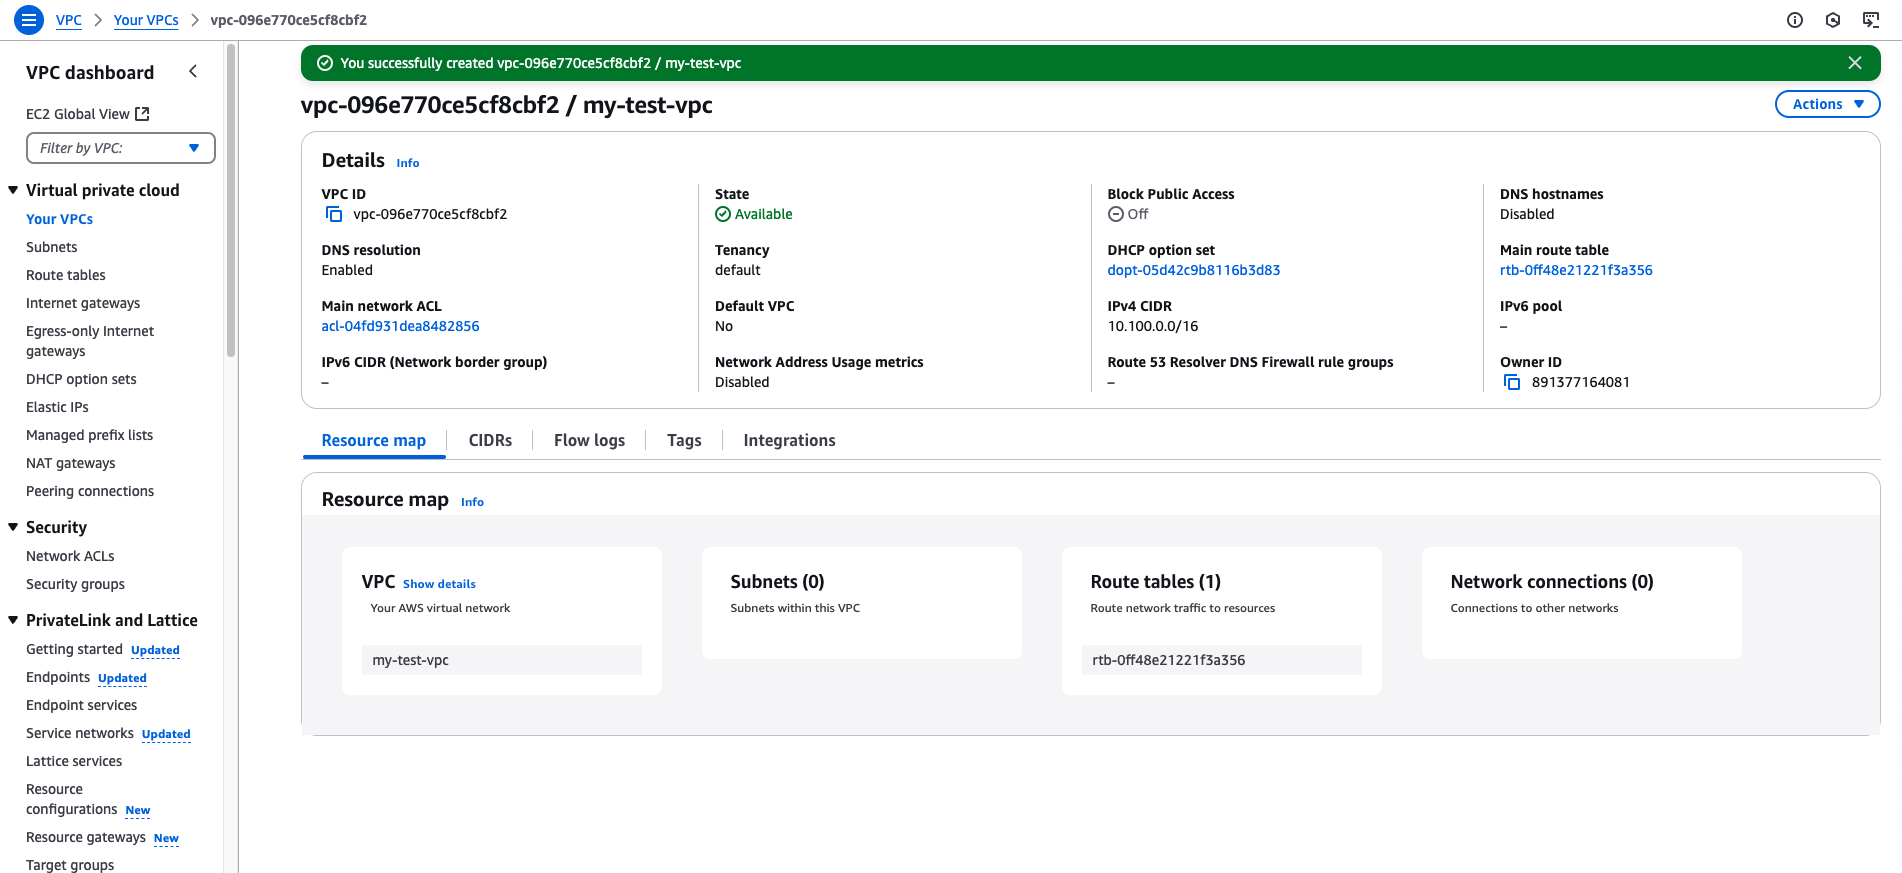 VPC > Your VPCs > vpc-096e770ce5cf8cbf2
VPC dashboard
EC2 Global View
Filter by VPC:
Virtual private cloud
Your VPCs
Subnets
Route tables
Internet gateways
Egress-only Internet
gateways
DHCP option sets
Elastic IPs
Managed prefix lists
NAT gateways
Peering connections
Security
Network ACLs
Security groups
PrivateLink and Lattice
Getting started Updated
Endpoints Updated
Endpoint services
Service networks Updated
Lattice services
Resource
configurations New
Resource gateways New
Target groups
You successfully created vpc-096e770ce5cf8cbf2 / my-test-vpc
vpc-096e770ce5cf8cbf2 / my-test-vpc
Actions
Details Info
VPC ID
vpc-096e770ce5cf8cbf2
State
Available
Block Public Access
Off
DNS hostnames
Disabled
DNS resolution
Enabled
Tenancy
default
DHCP option set
dopt-05d42c9b8116b3d83
Main route table
rtb-0ff48e21221f3a356
Main network ACL
acl-04fd931dea8482856
Default VPC
No
IPv4 CIDR
10.100.0.0/16
IPv6 pool
–
IPv6 CIDR (Network border group)
–
Network Address Usage metrics
Disabled
Route 53 Resolver DNS Firewall rule groups
–
Owner ID
891377164081
Resource map
CIDRs
Flow logs
Tags
Integrations
Resource map Info
VPC Show details
Your AWS virtual network
my-test-vpc
Subnets (0)
Subnets within this VPC
Route tables (1)
Route network traffic to resources
rtb-0ff48e21221f3a356
Network connections (0)
Connections to other networks